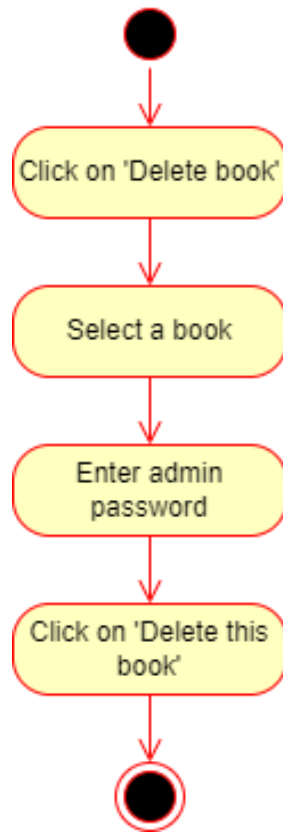 Click on 'Delete book'
Select a book
Enter admin
password
Click on 'Delete this
book'